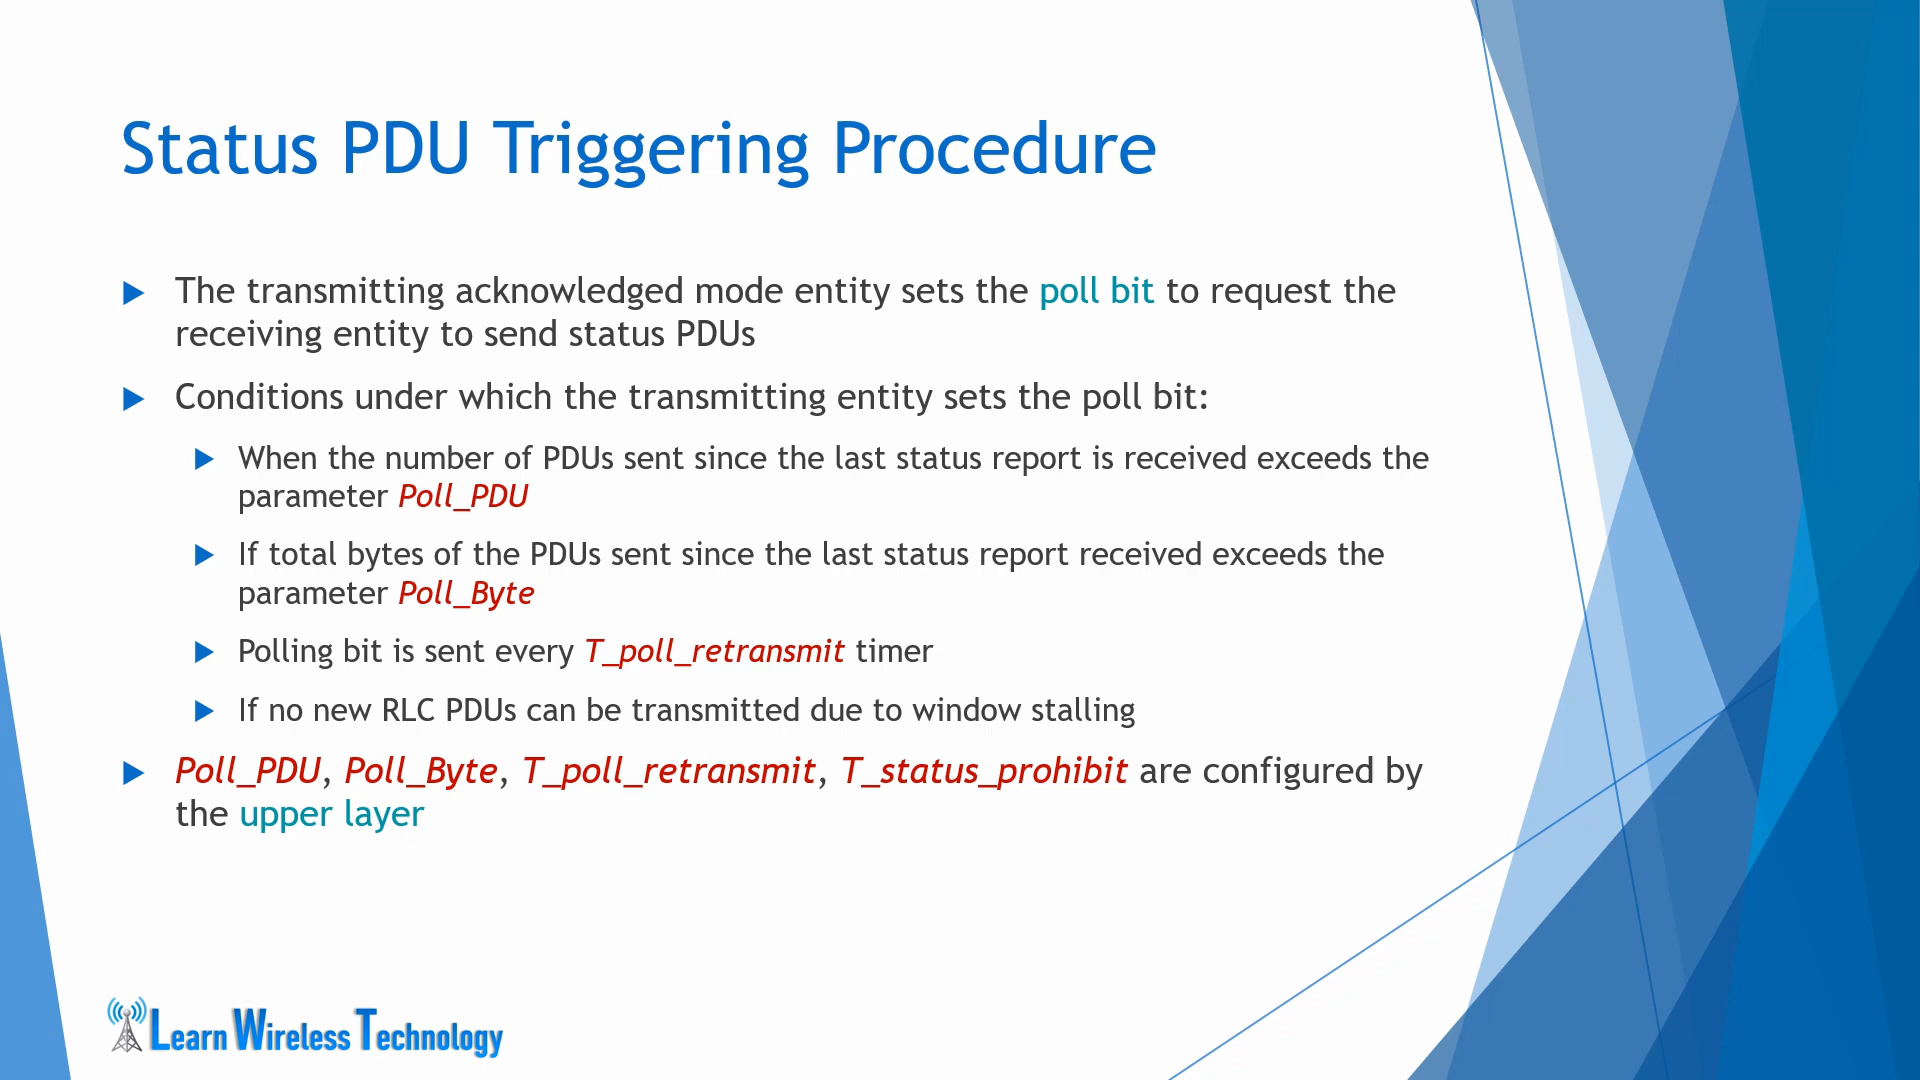 Status PDU Triggering Procedure
The transmitting acknowledged mode entity sets the poll bit to request the
receiving entity to send status PDUs
Conditions under which the transmitting entity sets the poll bit:
When the number of PDUs sent since the last status report is received exceeds the
parameter Poll_PDU
If total bytes of the PDUs sent since the last status report received exceeds the
parameter Poll_Byte
Polling bit is sent every T_poll_retransmit timer
If no new RLC PDUs can be transmitted due to window stalling
Poll_PDU, Poll_Byte, T_poll_retransmit, T_status_prohibit are configured by
the upper layer
Learn Wireless Technology